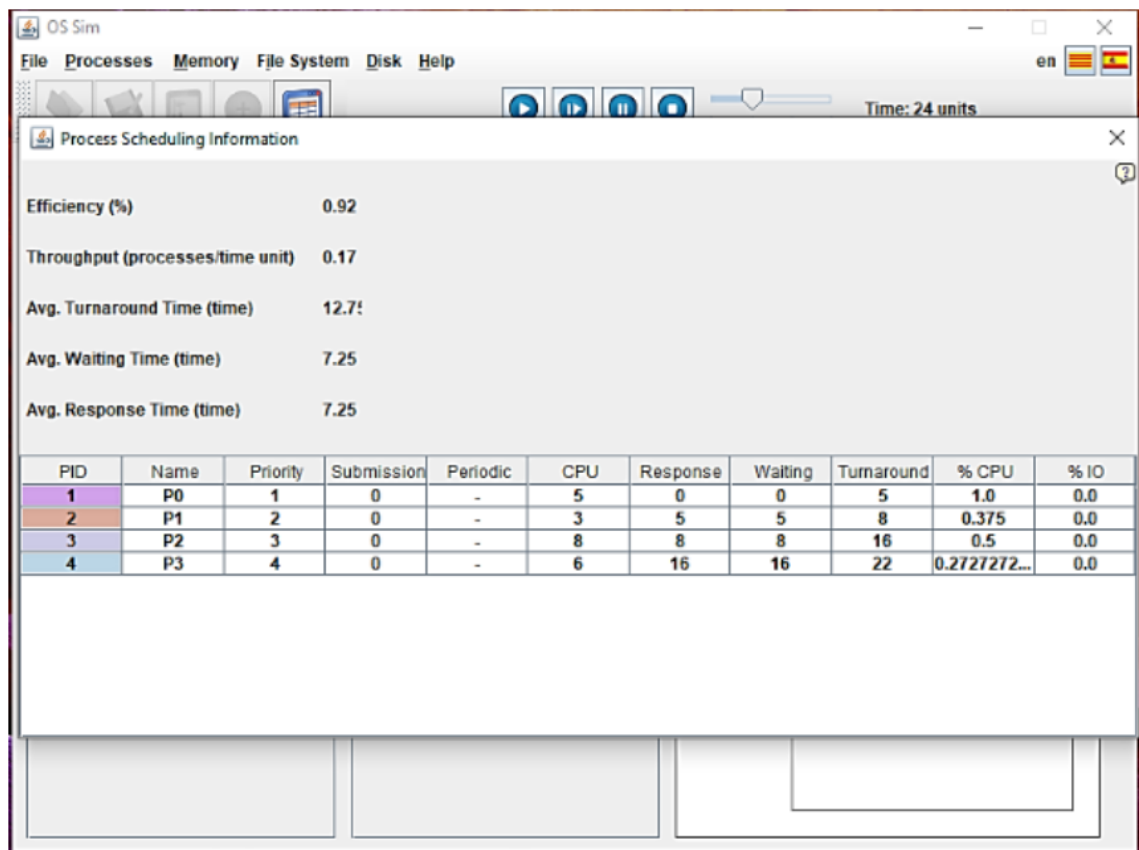 OS Sim
File Processes Memory File System Disk Help en
Time: 24 units
Process Scheduling Information
Efficiency (%) 0.92
Throughput (processes/time unit) 0.17
Avg. Turnaround Time (time) 12.75
Avg. Waiting Time (time) 7.25
Avg. Response Time (time) 7.25
PID Name Priority Submission Periodic CPU Response Waiting Turnaround % CPU % IO
1 P0 1 0 - 5 0 0 5 1.0 0.0
2 P1 2 0 - 3 5 5 8 0.375 0.0
3 P2 3 0 - 8 8 8 16 0.5 0.0
4 P3 4 0 - 6 16 16 22 0.2727272... 0.0